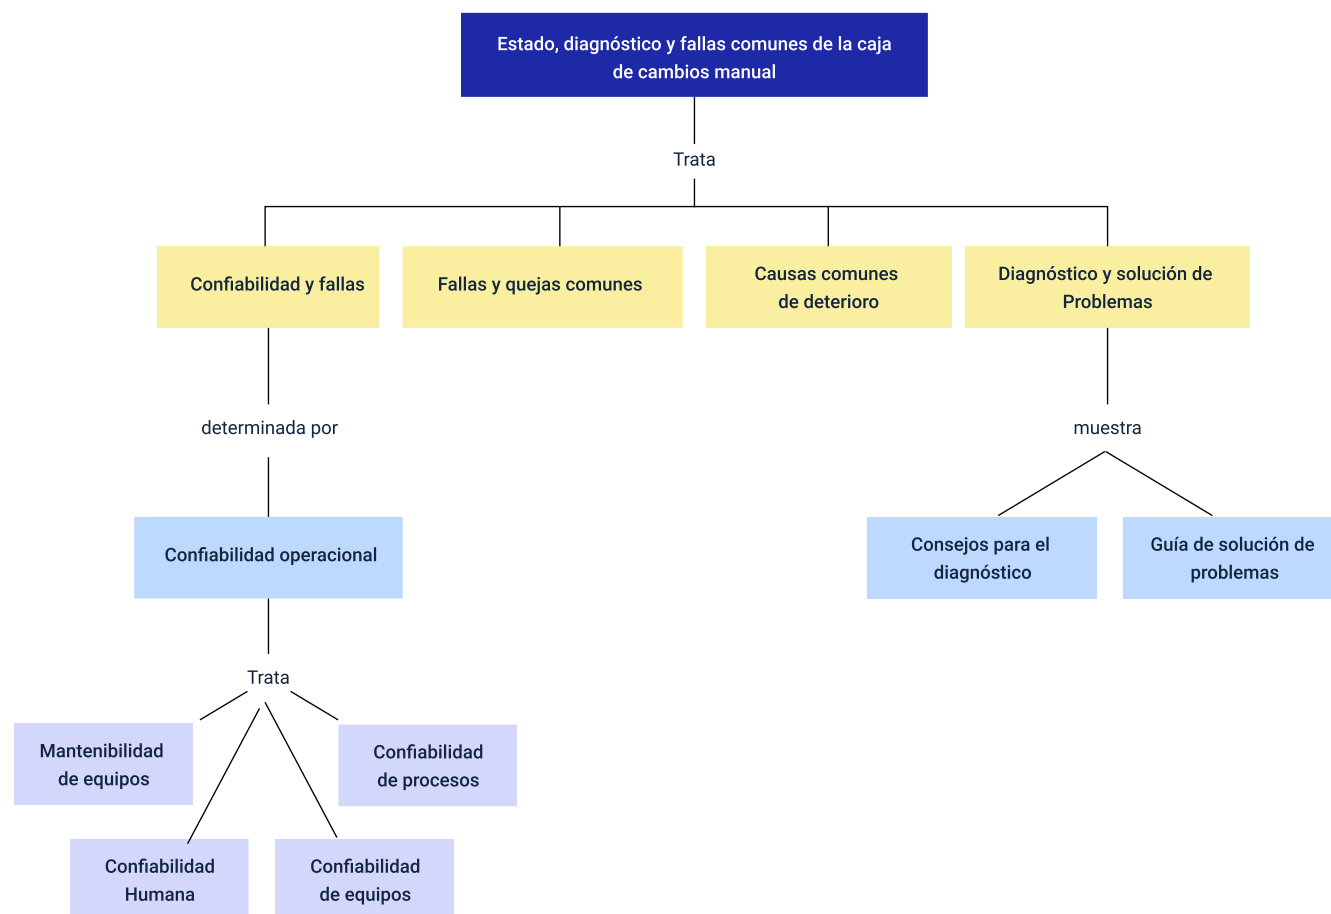 Estado, diagnóstico y fallas comunes de la caja
de cambios manual
Trata
Confiabilidad y fallas
Fallas y quejas comunes
Causas comunes
de deterioro
Diagnóstico y solución de
Problemas
determinada por
muestra
Confiabilidad operacional
Consejos para el
diagnóstico
Guía de solución de
problemas
Trata
Mantenibilidad
de equipos
Confiabilidad
de procesos
Confiabilidad
Humana
Confiabilidad
de equipos